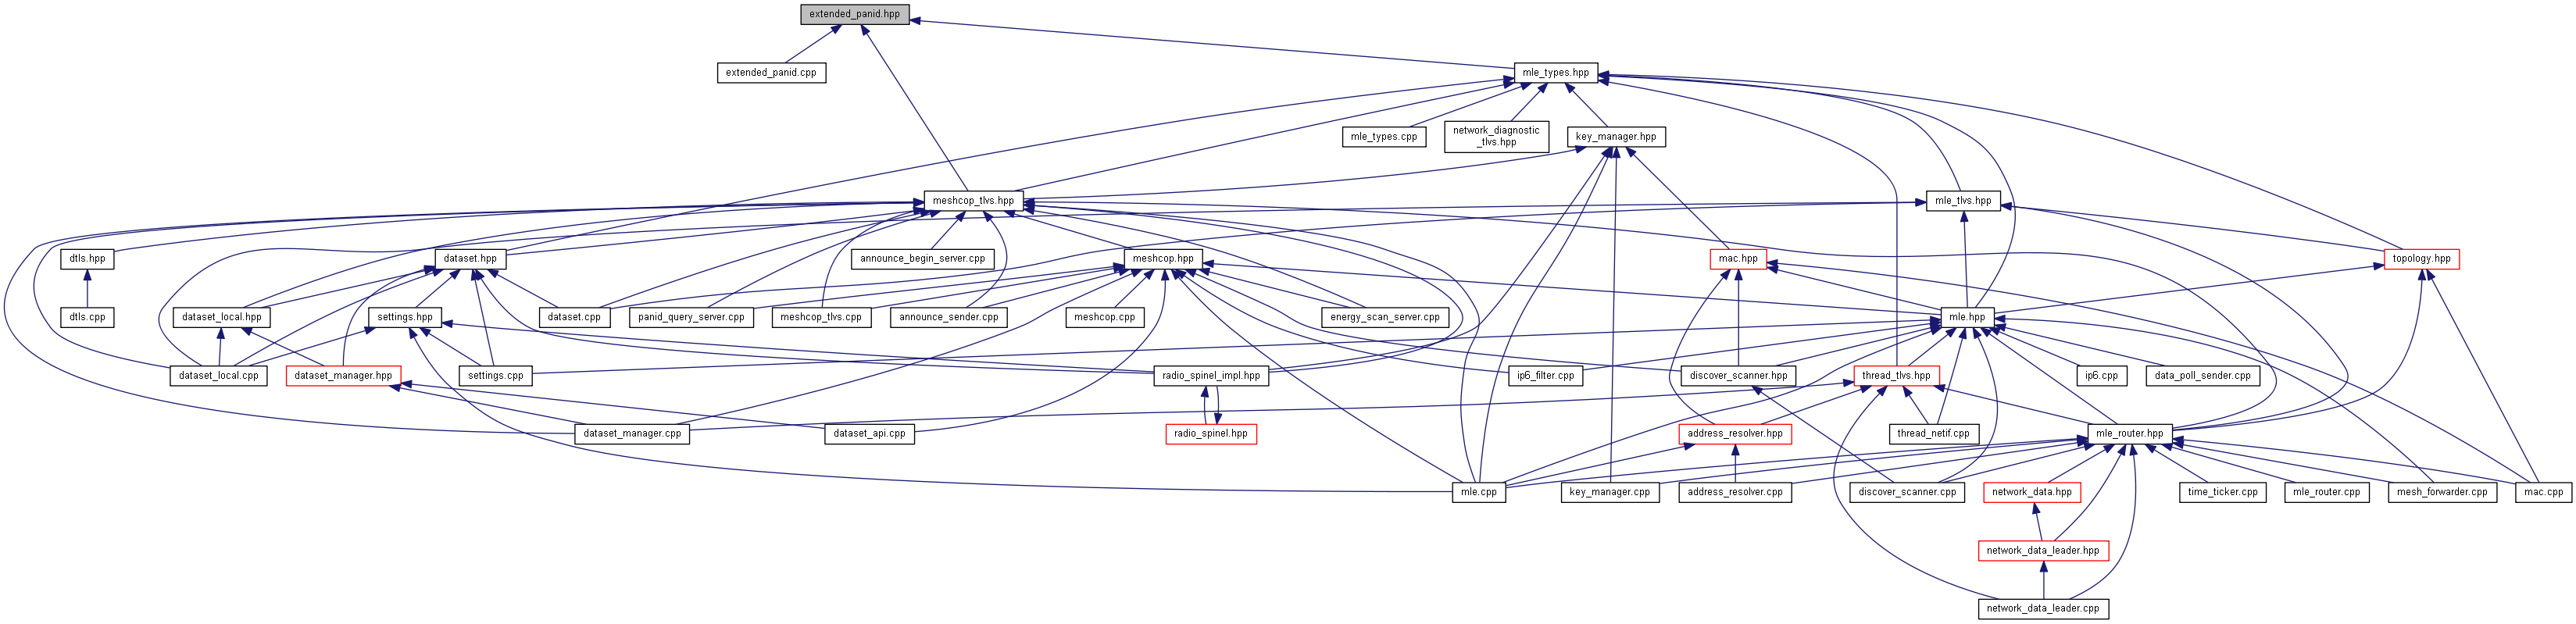 extended_panid.hpp
extended_panid.cpp
mle_types.hpp
mle_types.cpp
network_diagnostic
_tlvs.hpp
key_manager.hpp
meshcop_tlvs.hpp
mle_tlvs.hpp
dtls.hpp
dataset.hpp
announce_begin_server.cpp
meshcop.hpp
mac.hpp
topology.hpp
dtls.cpp
dataset_local.hpp
settings.hpp
dataset.cpp
panid_query_server.cpp
meshcop_tlvs.cpp
announce_sender.cpp
meshcop.cpp
energy_scan_server.cpp
mle.hpp
dataset_local.cpp
dataset_manager.hpp
settings.cpp
radio_spinel_impl.hpp
ip6_filter.cpp
discover_scanner.hpp
thread_tlvs.hpp
ip6.cpp
data_poll_sender.cpp
dataset_manager.cpp
dataset_api.cpp
radio_spinel.hpp
address_resolver.hpp
thread_netif.cpp
mle_router.hpp
mle.cpp
key_manager.cpp
address_resolver.cpp
discover_scanner.cpp
network_data.hpp
time_ticker.cpp
mle_router.cpp
mesh_forwarder.cpp
mac.cpp
network_data_leader.hpp
network_data_leader.cpp